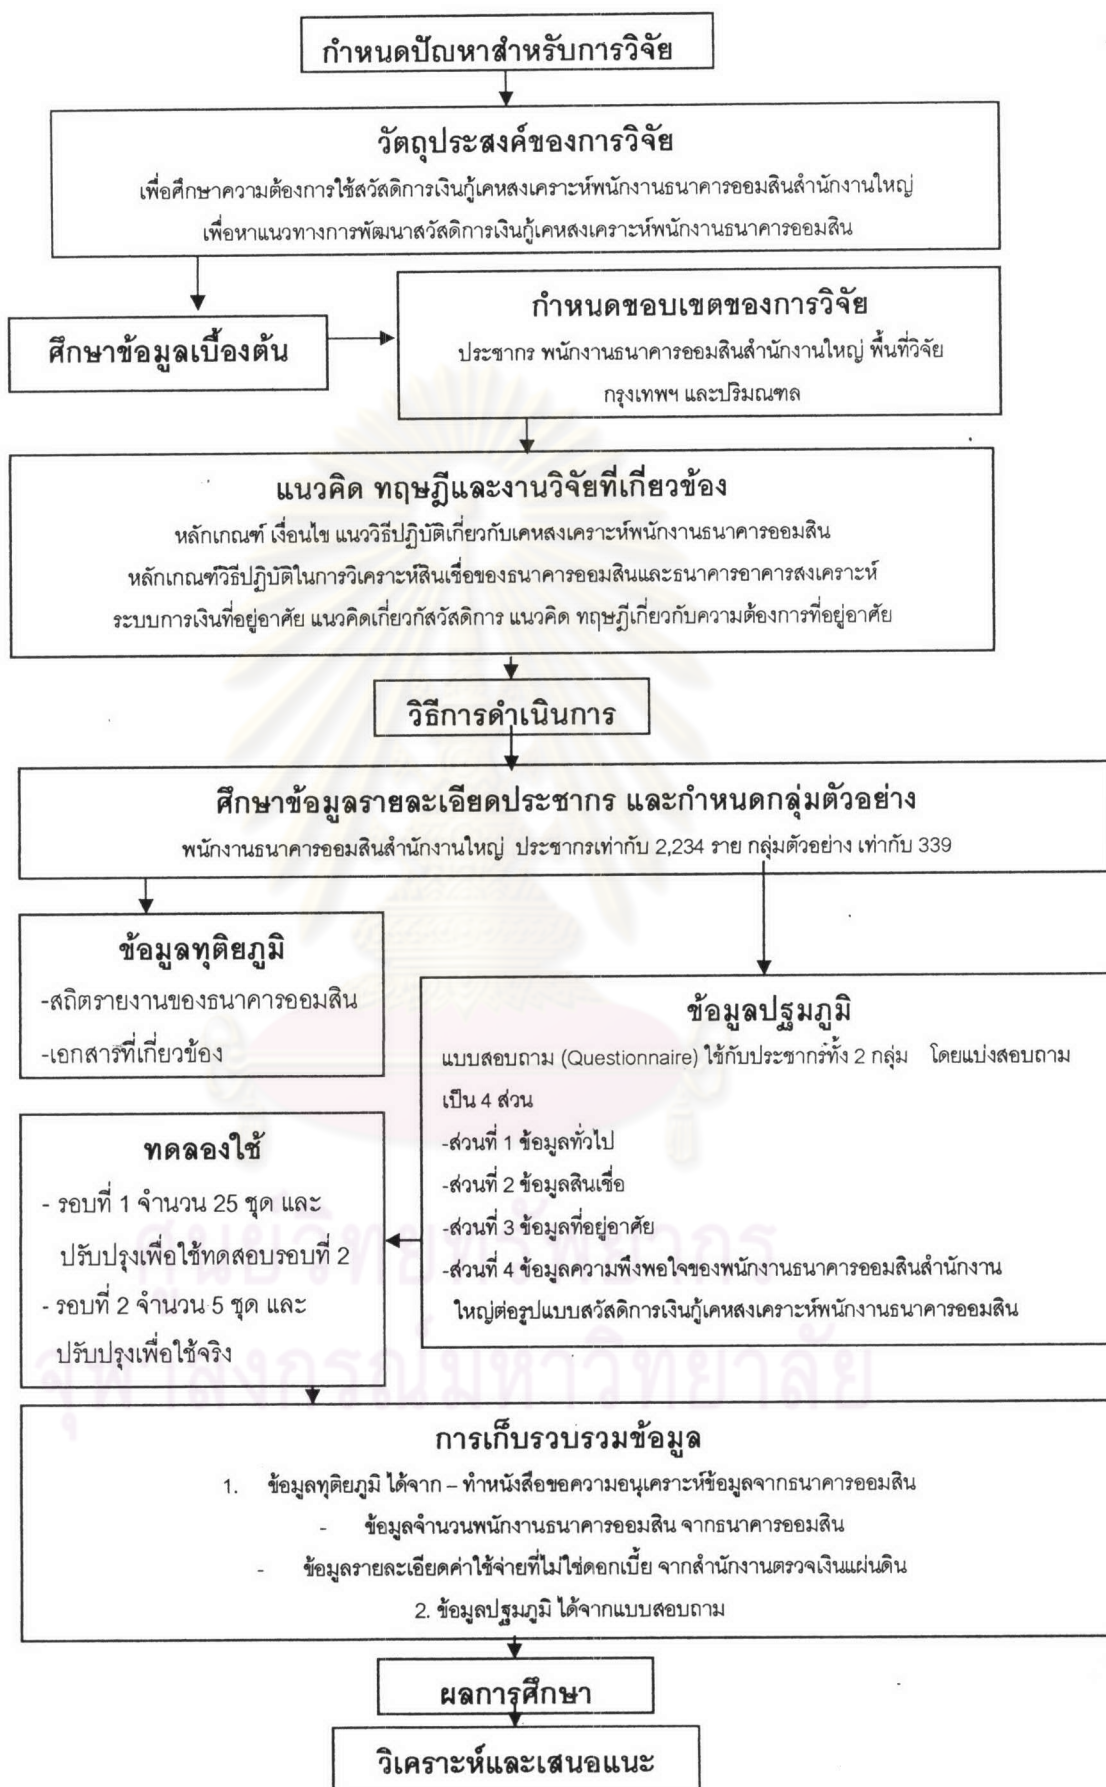 กำหนดปัญหาสำหรับการวิจัย
วัตถุประสงค์ของการวิจัย
เพื่อศึกษาความต้องการใช้สวัสดิการเงินกู้เคหสงเคราะห์พนักงานธนาคารออมสินสำนักงานใหญ่
เพื่อหาแนวทางการพัฒนาสวัสดิการเงินกู้เคหสงเคราะห์พนักงานธนาคารออมสิน
ศึกษาข้อมูลเบื้องต้น
กำหนดขอบเขตของการวิจัย
ประชากร พนักงานธนาคารออมสินสำนักงานใหญ่ พื้นที่วิจัย
กรุงเทพฯ และปริมณฑล
แนวคิด ทฤษฎีและงานวิจัยที่เกี่ยวข้อง
หลักเกณฑ์ เงื่อนไข แนววิธีปฏิบัติเกี่ยวกับเคหสงเคราะห์พนักงานธนาคารออมสิน
หลักเกณฑ์วิธีปฏิบัติในการวิเคราะห์สินเชื่อของธนาคารออมสินและธนาคารอาคารสงเคราะห์
ระบบการเงินที่อยู่อาศัย แนวคิดเกี่ยวกัสวัสดิการ แนวคิด ทฤษฎีเกี่ยวกับความต้องการที่อยู่อาศัย
วิธีการดำเนินการ
ศึกษาข้อมูลรายละเอียดประชากร และกำหนดกลุ่มตัวอย่าง
พนักงานธนาคารออมสินสำนักงานใหญ่ ประชากรเท่ากับ 2,234 ราย กลุ่มตัวอย่าง เท่ากับ 339
ข้อมูลทุติยภูมิ
-สถิตรายงานของธนาคารออมสิน
-เอกสารที่เกี่ยวข้อง
ข้อมูลปฐมภูมิ
แบบสอบถาม (Questionnaire) ใช้กับประชากรทั้ง 2 กลุ่ม โดยแบ่งสอบถาม
เป็น 4 ส่วน
-ส่วนที่ 1 ข้อมูลทั่วไป
-ส่วนที่ 2 ข้อมูลสินเชื่อ
-ส่วนที่ 3 ข้อมูลที่อยู่อาศัย
-ส่วนที่ 4 ข้อมูลความพึงพอใจของพนักงานธนาคารออมสินสำนักงาน
ใหญ่ต่อรูปแบบสวัสดิการเงินกู้เคหสงเคราะห์พนักงานธนาคารออมสิน
ทดลองใช้
- รอบที่ 1 จำนวน 25 ชุด และ
ปรับปรุงเพื่อใช้ทดสอบรอบที่ 2
- รอบที่ 2 จำนวน 5 ชุด และ
ปรับปรุงเพื่อใช้จริง
ศูนย์วิทยทรัพยากร
จุฬาลงกรณ์มหาวิทยาลัย
การเก็บรวบรวมข้อมูล
1. ข้อมูลทุติยภูมิ ได้จาก – ทำหนังสือขอความอนุเคราะห์ข้อมูลจากธนาคารออมสิน
- ข้อมูลจำนวนพนักงานธนาคารออมสิน จากธนาคารออมสิน
- ข้อมูลรายละเอียดค่าใช้จ่ายที่ไม่ใช่ดอกเบี้ย จากสำนักงานตรวจเงินแผ่นดิน
2. ข้อมูลปฐมภูมิ ได้จากแบบสอบถาม
ผลการศึกษา
วิเคราะห์และเสนอแนะ